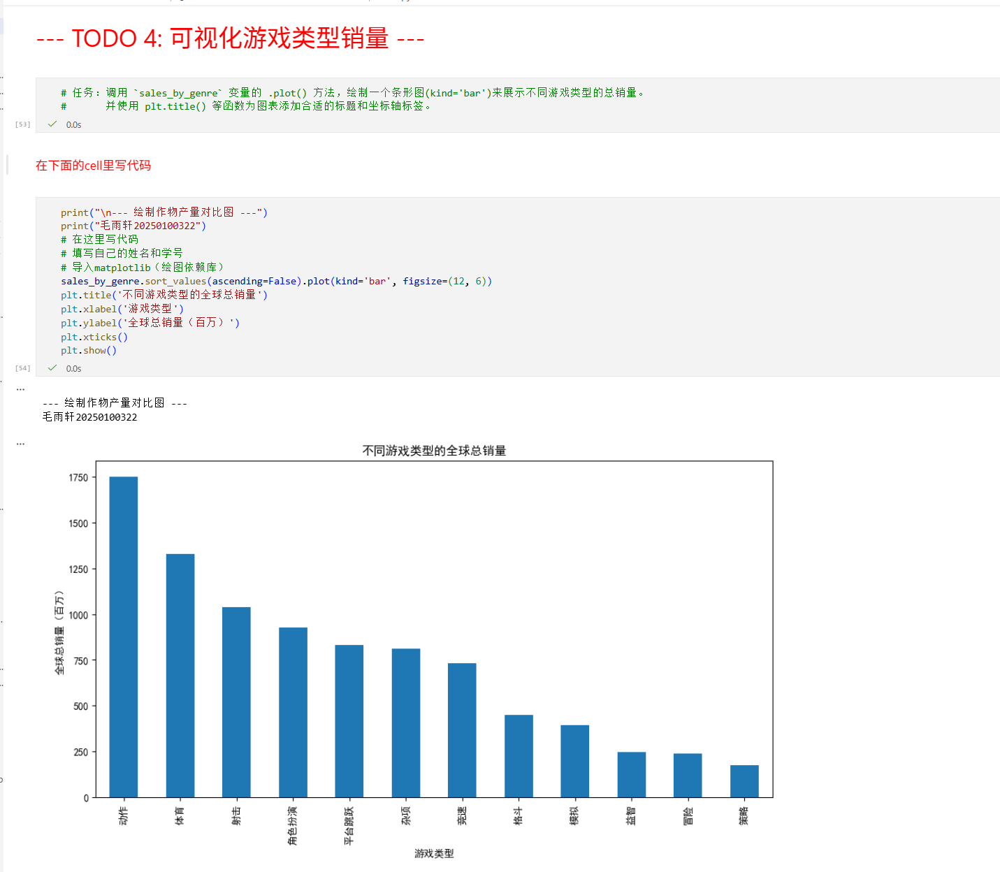 --- TODO 4: 可视化游戏类型销量 ---
# 任务：调用 `sales_by_genre` 变量的 .plot() 方法，绘制一个条形图(kind='bar')来展示不同游戏类型的总销量。
#       并使用 plt.title() 等函数为图表添加合适的标题和坐标轴标签。
[53]
0.0s
在下面的cell里写代码
print("\n--- 绘制作物产量对比图 ---")
print("毛雨轩20250100322")
# 在这里写代码
# 填写自己的姓名和学号
# 导入matplotlib（绘图依赖库）
sales_by_genre.sort_values(ascending=False).plot(kind='bar', figsize=(12, 6))
plt.title('不同游戏类型的全球总销量')
plt.xlabel('游戏类型')
plt.ylabel('全球总销量（百万）')
plt.xticks()
plt.show()
[54]
0.0s
...
--- 绘制作物产量对比图 ---
毛雨轩20250100322
...
不同游戏类型的全球总销量
1750
1500
1250
1000
750
500
250
0
全球总销量（百万）
动作
体育
射击
角色扮演
平台跳跃
杂项
竞速
格斗
模拟
益智
冒险
策略
游戏类型